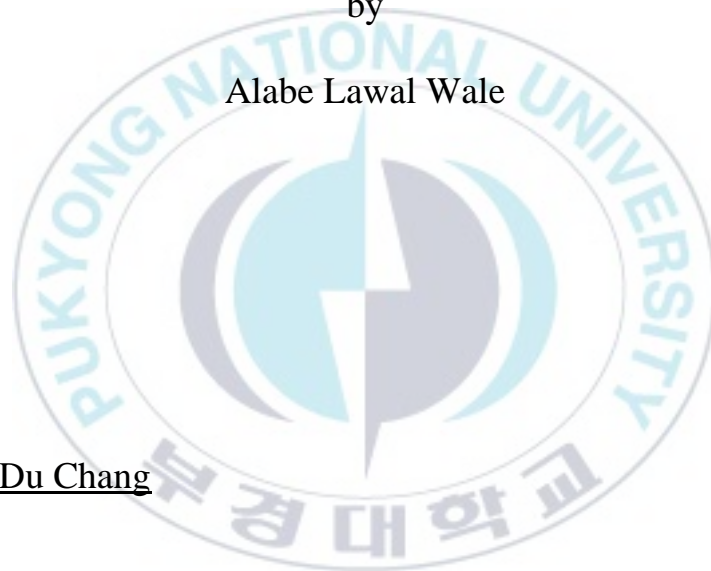 by
Alabe Lawal Wale
PUKYONG NATIONAL UNIVERSITY
Du Chang
부경대학교